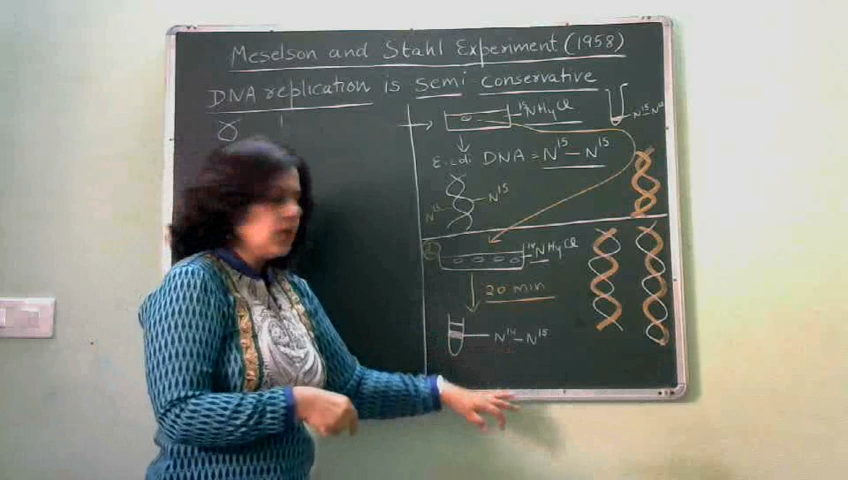 Meselson and Stahl Experiment (1958)
DNA replication is Semi conservative
15NH4Cl
N15-N15
E.coli DNA = N15 — N15
N15
N15
14NH4Cl
20 min
N14 - N15